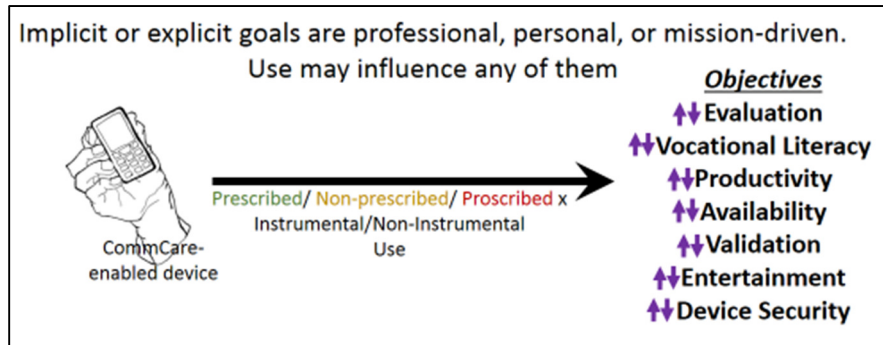 Implicit or explicit goals are professional, personal, or mission-driven.
Use may influence any of them
Objectives
Evaluation
Vocational Literacy
Productivity
Availability
Validation
Entertainment
Device Security
Prescribed/ Non-prescribed/ Proscribed x
Instrumental/Non-Instrumental
Use
CommCare-
enabled device